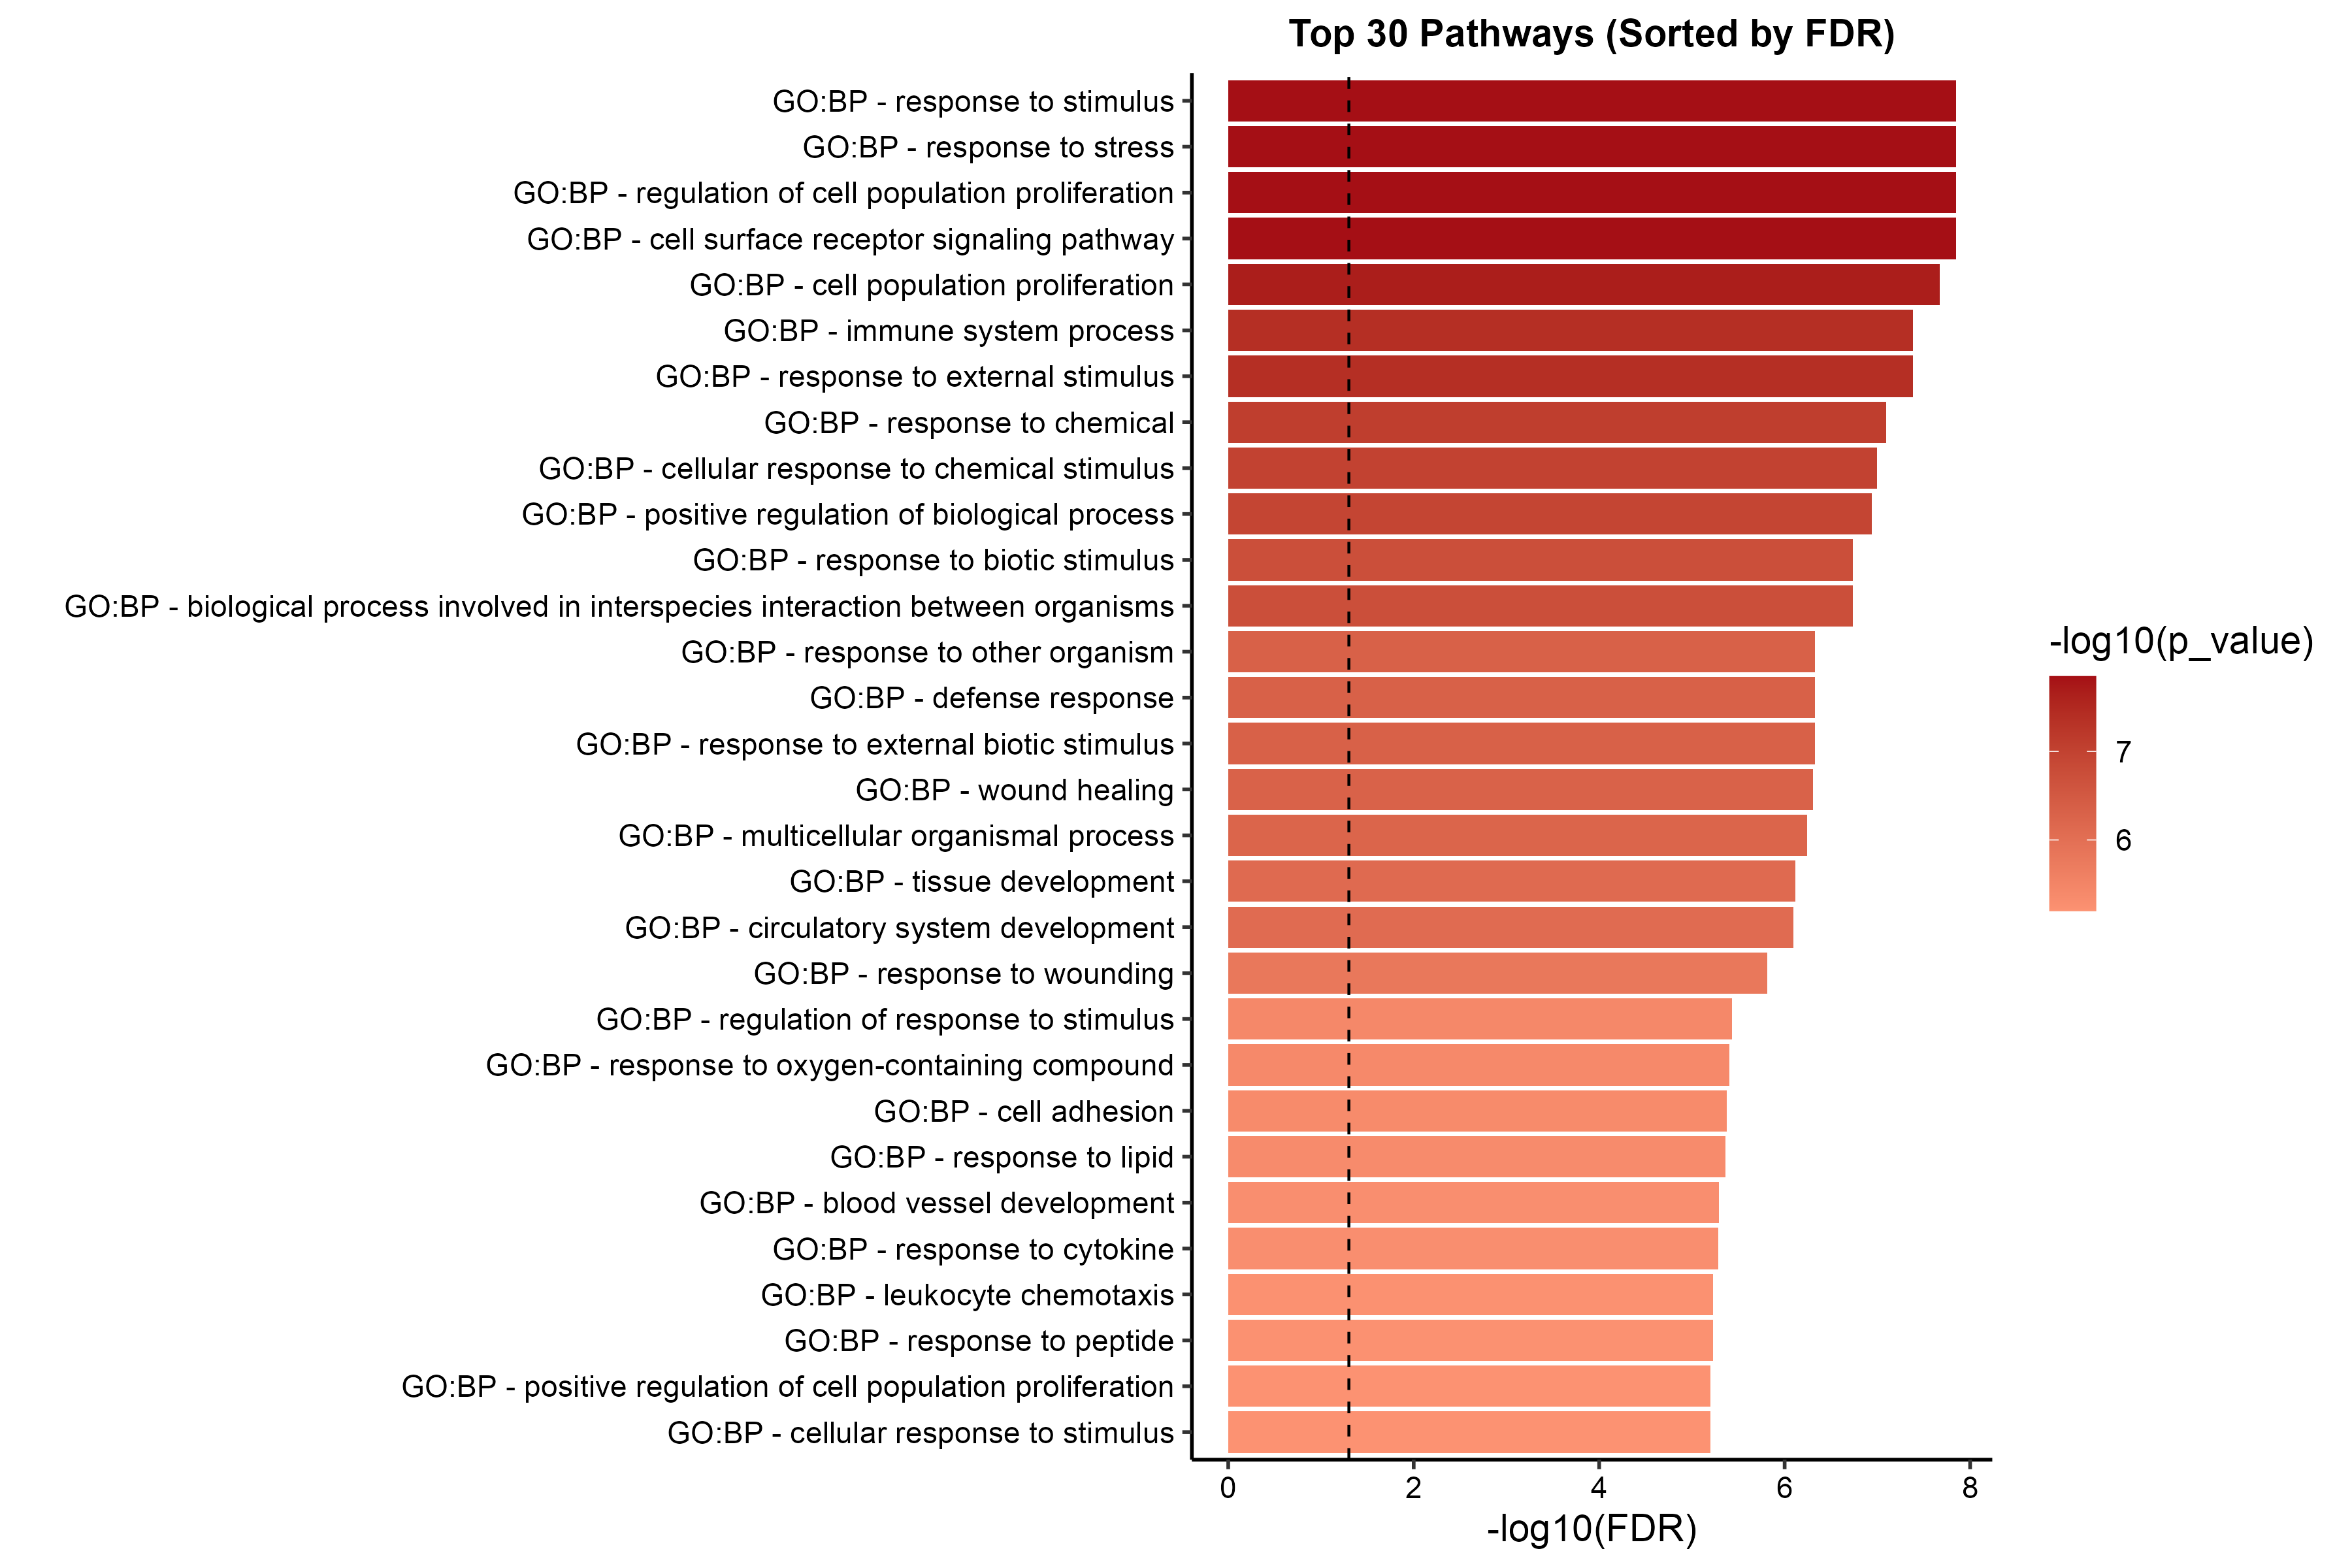 Top 30 Pathways (Sorted by FDR)
GO:BP - response to stimulus
GO:BP - response to stress
GO:BP - regulation of cell population proliferation
GO:BP - cell surface receptor signaling pathway
GO:BP - cell population proliferation
GO:BP - immune system process
GO:BP - response to external stimulus
GO:BP - response to chemical
GO:BP - cellular response to chemical stimulus
GO:BP - positive regulation of biological process
GO:BP - response to biotic stimulus
GO:BP - biological process involved in interspecies interaction between organisms
GO:BP - response to other organism
GO:BP - defense response
GO:BP - response to external biotic stimulus
GO:BP - wound healing
GO:BP - multicellular organismal process
GO:BP - tissue development
GO:BP - circulatory system development
GO:BP - response to wounding
GO:BP - regulation of response to stimulus
GO:BP - response to oxygen-containing compound
GO:BP - cell adhesion
GO:BP - response to lipid
GO:BP - blood vessel development
GO:BP - response to cytokine
GO:BP - leukocyte chemotaxis
GO:BP - response to peptide
GO:BP - positive regulation of cell population proliferation
GO:BP - cellular response to stimulus
0 2 4 6 8
-log10(FDR)
-log10(p_value)
7
6